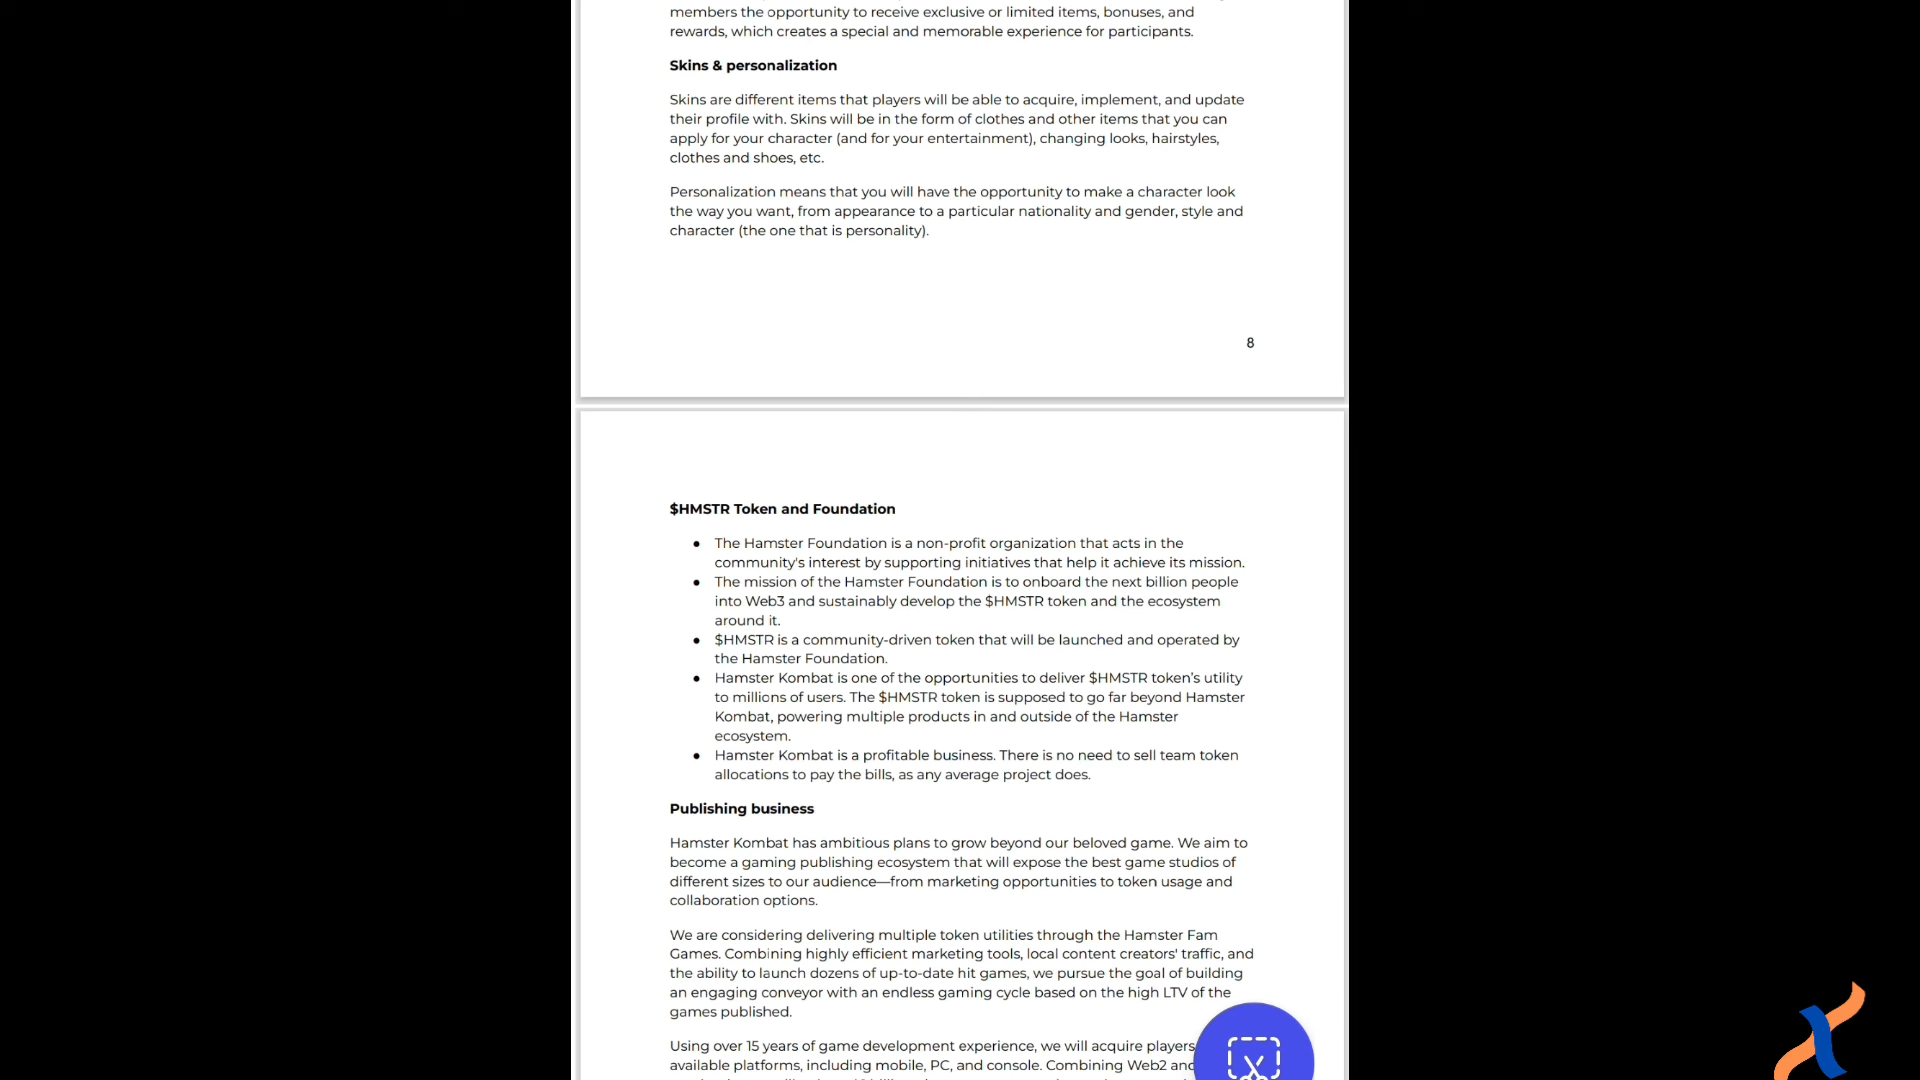 members the opportunity to receive exclusive or limited items, bonuses, and
rewards, which creates a special and memorable experience for participants.
Skins & personalization
Skins are different items that players will be able to acquire, implement, and update
their profile with. Skins will be in the form of clothes and other items that you can
apply for your character (and for your entertainment), changing looks, hairstyles,
clothes and shoes, etc.
Personalization means that you will have the opportunity to make a character look
the way you want, from appearance to a particular nationality and gender, style and
character (the one that is personality).
8
$HMSTR Token and Foundation
● The Hamster Foundation is a non-profit organization that acts in the
community's interest by supporting initiatives that help it achieve its mission.
● The mission of the Hamster Foundation is to onboard the next billion people
into Web3 and sustainably develop the $HMSTR token and the ecosystem
around it.
● $HMSTR is a community-driven token that will be launched and operated by
the Hamster Foundation.
● Hamster Kombat is one of the opportunities to deliver $HMSTR token’s utility
to millions of users. The $HMSTR token is supposed to go far beyond Hamster
Kombat, powering multiple products in and outside of the Hamster
ecosystem.
● Hamster Kombat is a profitable business. There is no need to sell team token
allocations to pay the bills, as any average project does.
Publishing business
Hamster Kombat has ambitious plans to grow beyond our beloved game. We aim to
become a gaming publishing ecosystem that will expose the best game studios of
different sizes to our audience—from marketing opportunities to token usage and
collaboration options.
We are considering delivering multiple token utilities through the Hamster Fam
Games. Combining highly efficient marketing tools, local content creators' traffic, and
the ability to launch dozens of up-to-date hit games, we pursue the goal of building
an engaging conveyor with an endless gaming cycle based on the high LTV of the
games published.
Using over 15 years of game development experience, we will acquire players
available platforms, including mobile, PC, and console. Combining Web2 and